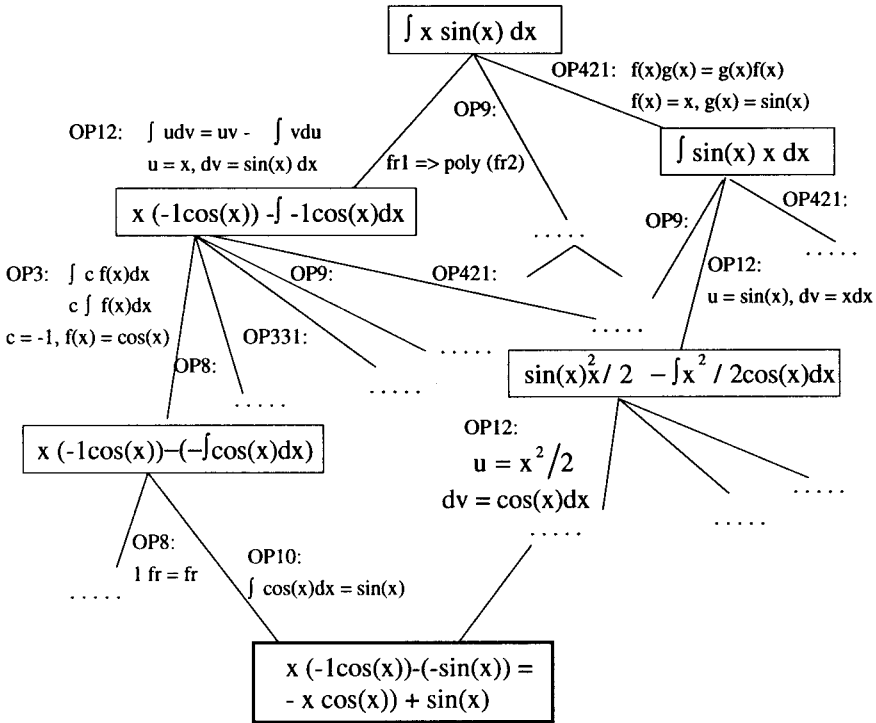 ∫ x sin(x) dx
OP421: f(x)g(x) = g(x)f(x)
f(x) = x, g(x) = sin(x)
OP9:
OP12: ∫ udv = uv - ∫ vdu
u = x, dv = sin(x) dx
fr1 => poly (fr2)
∫ sin(x) x dx
x (-1cos(x)) -∫ -1cos(x)dx
. . . . .
OP9:
OP421:
. . . . .
OP3: ∫ c f(x)dx
c ∫ f(x)dx
c = -1, f(x) = cos(x)
OP9:
OP421:
OP12:
u = sin(x), dv = xdx
OP8:
OP331:
. . . . .
. . . . .
. . . . .
. . . . .
sin(x)x²/ 2 - ∫x² / 2cos(x)dx
x (-1cos(x))–(–∫cos(x)dx)
OP12:
u = x²/2
dv = cos(x)dx
. . . . .
. . . . .
. . . . .
OP8:
1 fr = fr
. . . . .
OP10:
∫ cos(x)dx = sin(x)
x (-1cos(x))-(-sin(x)) =
- x cos(x)) + sin(x)